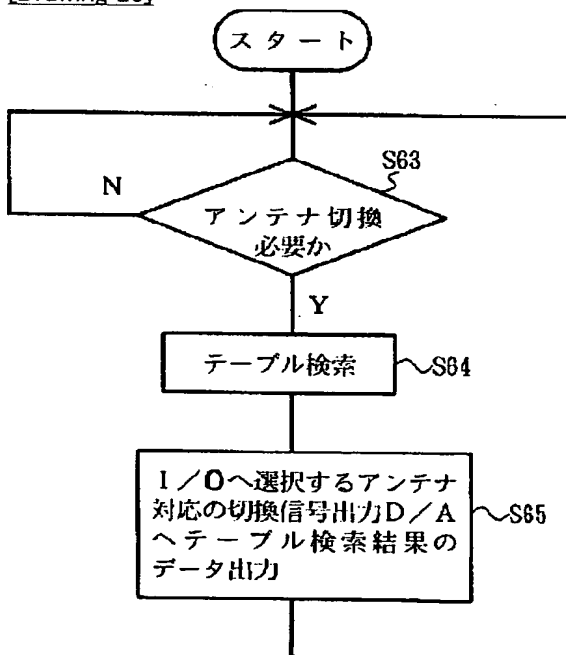 スタート
S63
N
アンテナ切換
必要か
Y
テーブル検索
S64
I/Oへ選択するアンテナ
対応の切換信号出力D/A
へテーブル検索結果の
データ出力
S65